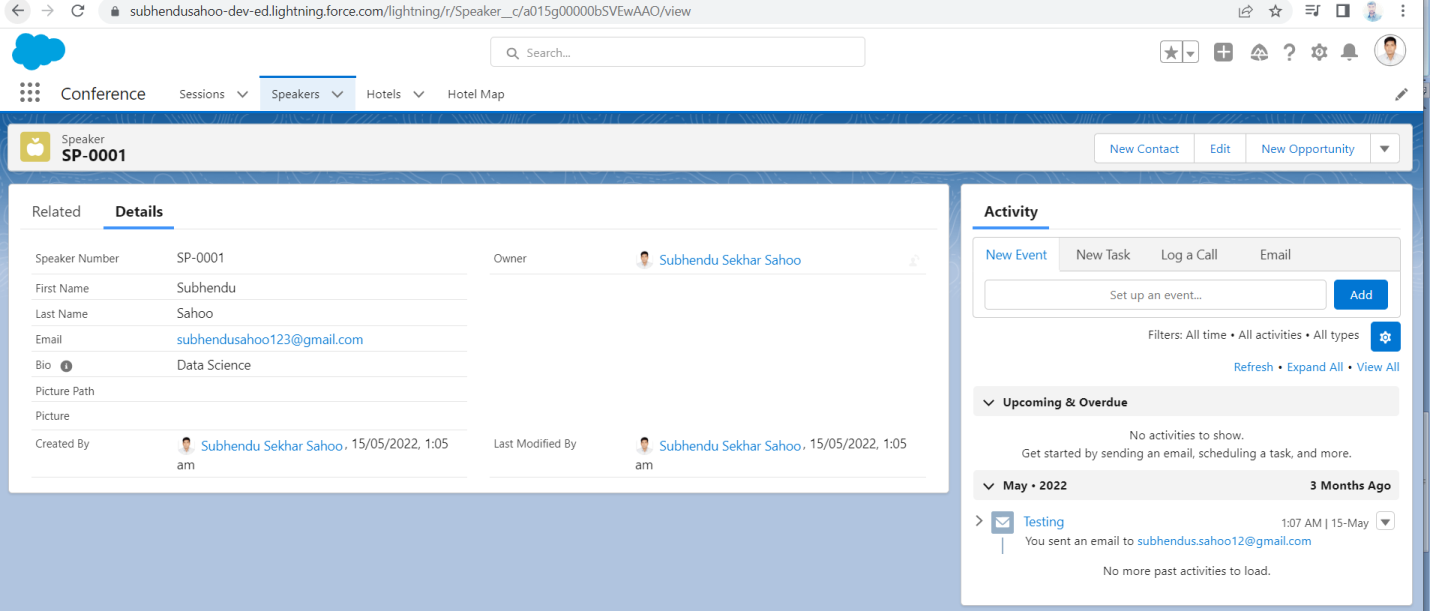 subhendusahoo-dev-ed.lightning.force.com/lightning/r/Speaker__c/a015g00000bSVEwAAO/view
Search...
Conference Sessions Speakers Hotels Hotel Map
Speaker
SP-0001
New Contact Edit New Opportunity
Related Details
Speaker Number SP-0001 Owner Subhendu Sekhar Sahoo
First Name Subhendu
Last Name Sahoo
Email subhendusahoo123@gmail.com
Bio Data Science
Picture Path
Picture
Created By Subhendu Sekhar Sahoo, 15/05/2022, 1:05 Last Modified By Subhendu Sekhar Sahoo, 15/05/2022, 1:05
am am
Activity
New Event New Task Log a Call Email
Set up an event... Add
Filters: All time • All activities • All types
Refresh • Expand All • View All
Upcoming & Overdue
No activities to show.
Get started by sending an email, scheduling a task, and more.
May • 2022 3 Months Ago
Testing 1:07 AM | 15-May
You sent an email to subhendus.sahoo12@gmail.com
No more past activities to load.